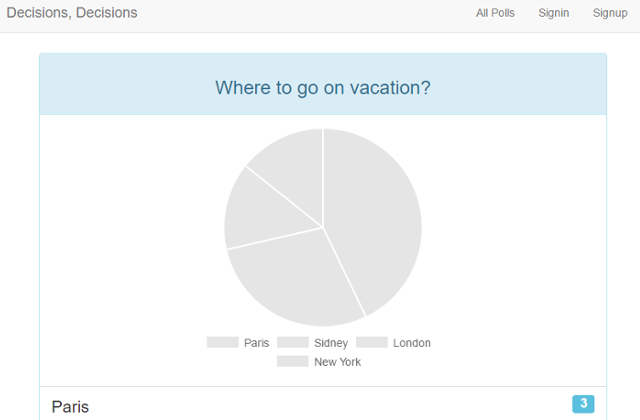 Decisions, Decisions All Polls Signin Signup
Where to go on vacation?
Paris Sidney London
New York
Paris 3